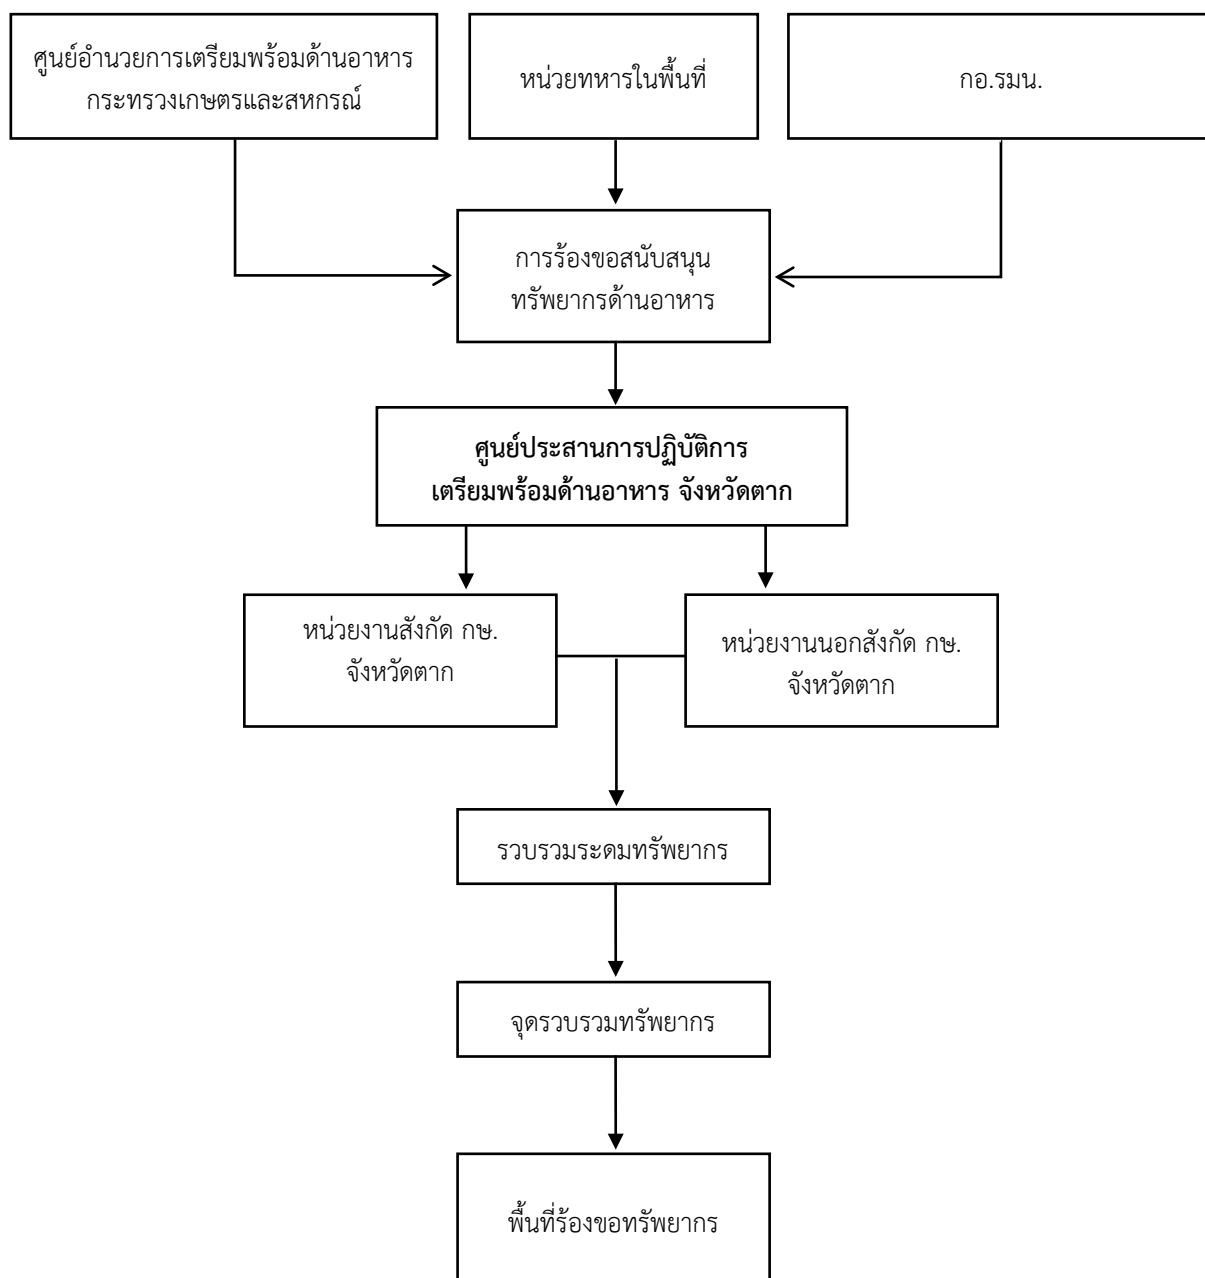 ศูนย์อำนวยการเตรียมพร้อมด้านอาหาร
กระทรวงเกษตรและสหกรณ์
หน่วยทหารในพื้นที่
กอ.รมน.
การร้องขอสนับสนุน
ทรัพยากรด้านอาหาร
ศูนย์ประสานการปฏิบัติการ
เตรียมพร้อมด้านอาหาร จังหวัดตาก
หน่วยงานสังกัด กษ.
จังหวัดตาก
หน่วยงานนอกสังกัด กษ.
จังหวัดตาก
รวบรวมระดมทรัพยากร
จุดรวบรวมทรัพยากร
พื้นที่ร้องขอทรัพยากร